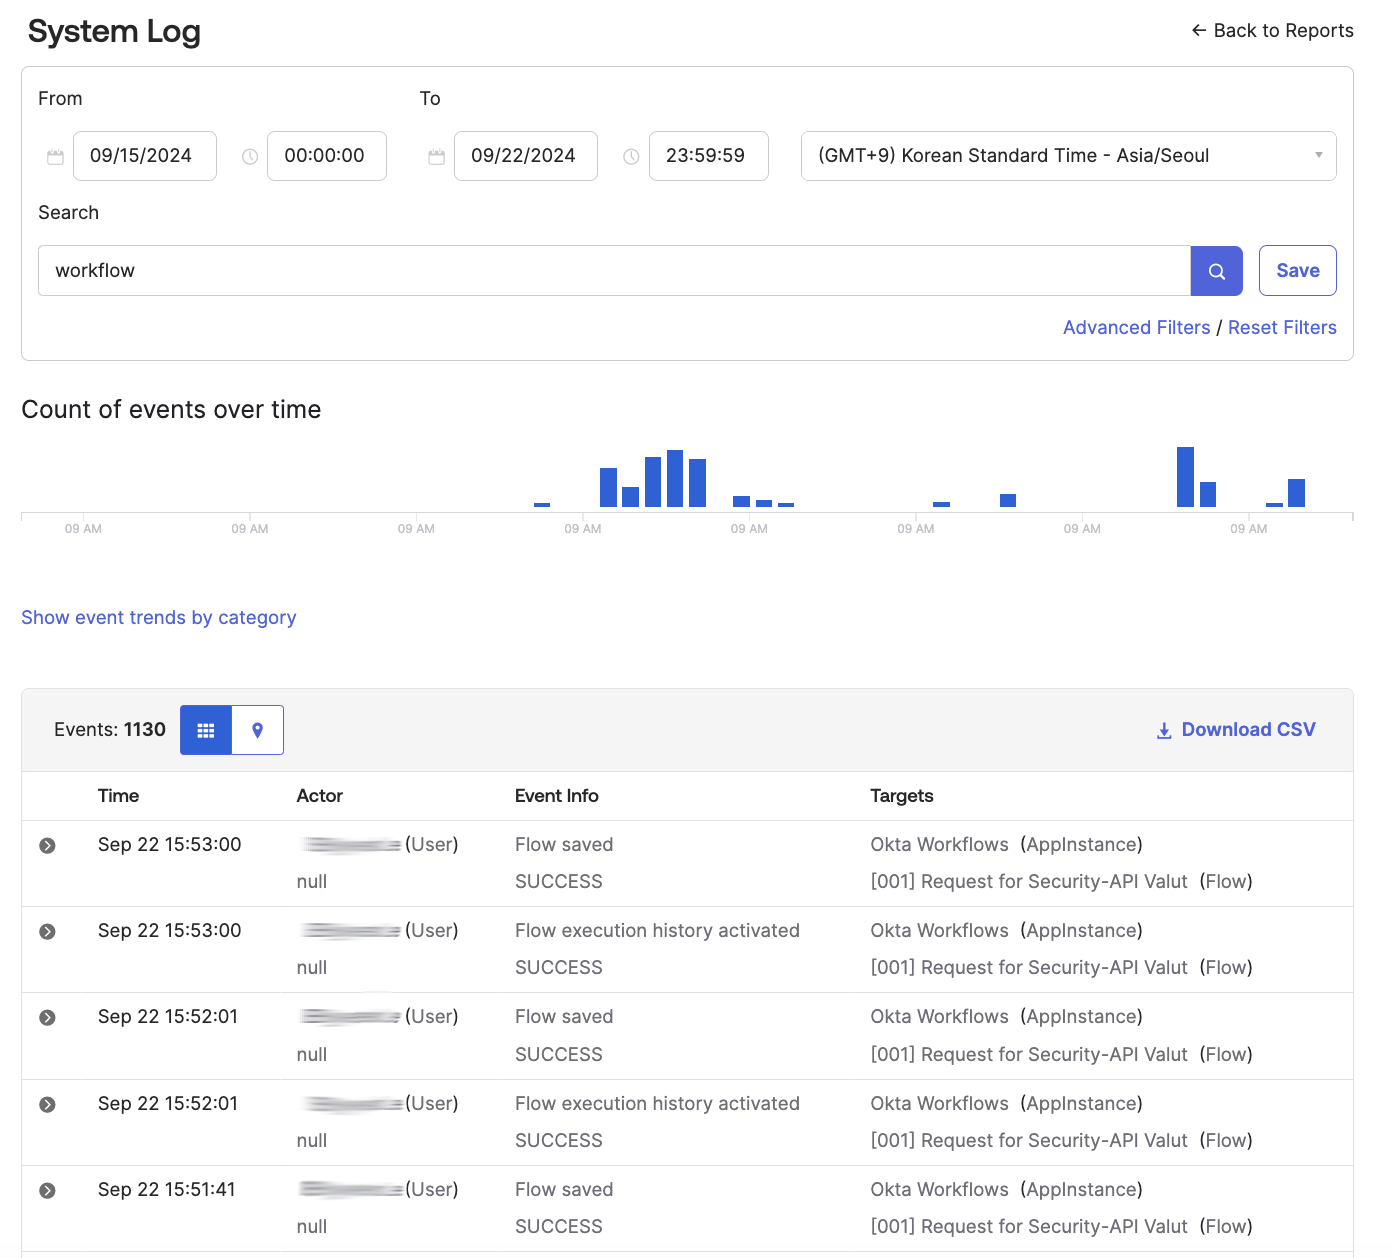 System Log
← Back to Reports
From To
09/15/2024 00:00:00 09/22/2024 23:59:59 (GMT+9) Korean Standard Time - Asia/Seoul
Search
workflow Save
Advanced Filters / Reset Filters
Count of events over time
09 AM 09 AM 09 AM 09 AM 09 AM 09 AM 09 AM 09 AM
Show event trends by category
Events: 1130 Download CSV
Time Actor Event Info Targets
Sep 22 15:53:00 (User) Flow saved Okta Workflows (AppInstance)
null SUCCESS [001] Request for Security-API Valut (Flow)
Sep 22 15:53:00 (User) Flow execution history activated Okta Workflows (AppInstance)
null SUCCESS [001] Request for Security-API Valut (Flow)
Sep 22 15:52:01 (User) Flow saved Okta Workflows (AppInstance)
null SUCCESS [001] Request for Security-API Valut (Flow)
Sep 22 15:52:01 (User) Flow execution history activated Okta Workflows (AppInstance)
null SUCCESS [001] Request for Security-API Valut (Flow)
Sep 22 15:51:41 (User) Flow saved Okta Workflows (AppInstance)
null SUCCESS [001] Request for Security-API Valut (Flow)